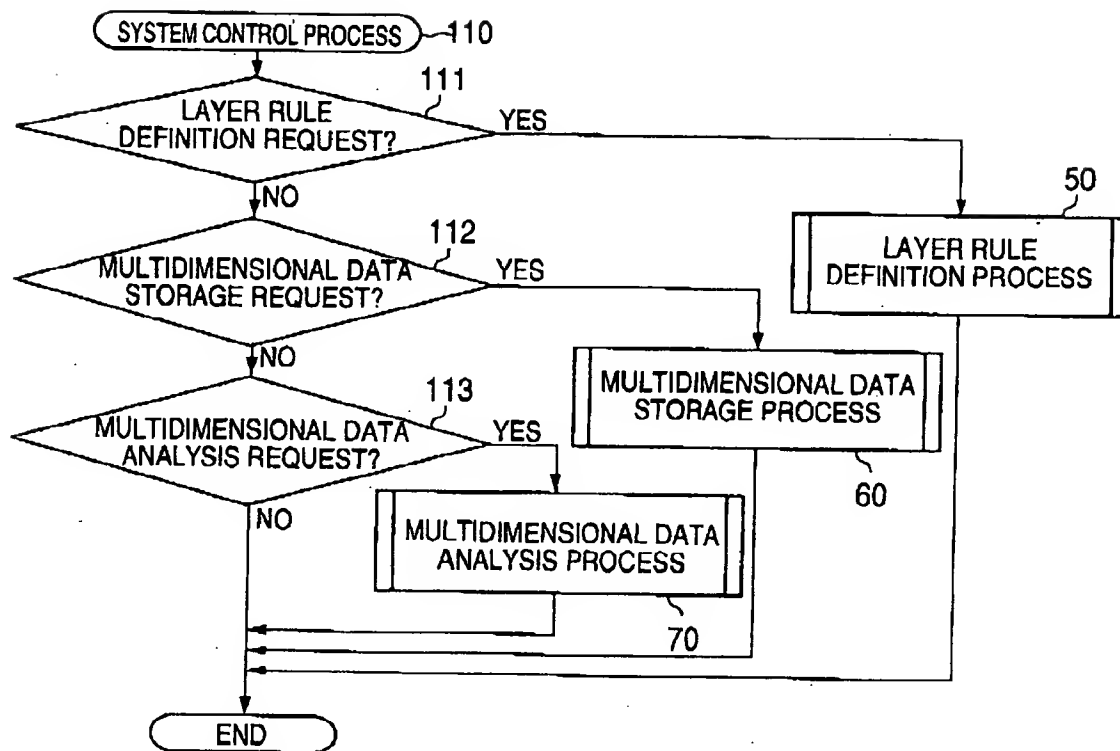 SYSTEM CONTROL PROCESS
110
111
LAYER RULE
DEFINITION REQUEST?
YES
NO
50
LAYER RULE
DEFINITION PROCESS
112
MULTIDIMENSIONAL DATA
STORAGE REQUEST?
YES
NO
MULTIDIMENSIONAL DATA
STORAGE PROCESS
60
113
MULTIDIMENSIONAL DATA
ANALYSIS REQUEST?
YES
NO
MULTIDIMENSIONAL DATA
ANALYSIS PROCESS
70
END